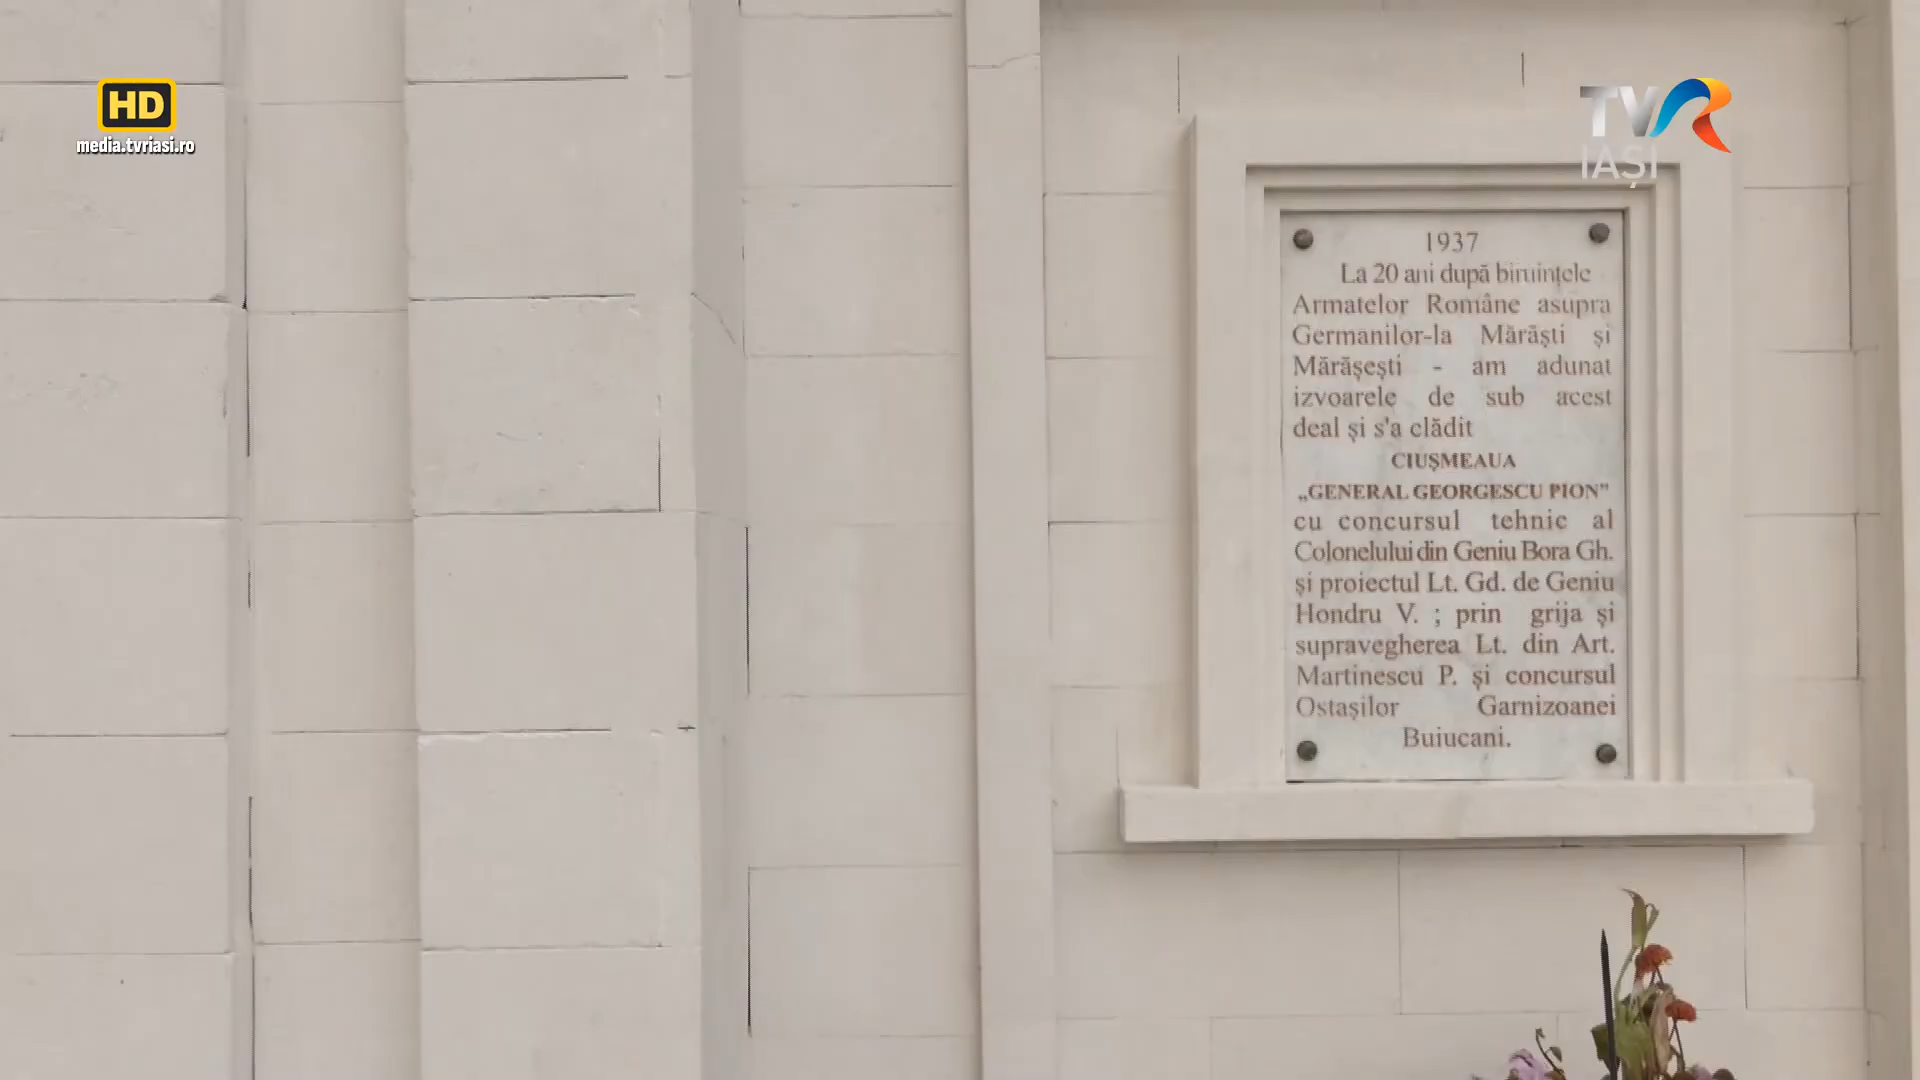 HD
media.tvriasi.ro
TVR
IAȘI
1937
La 20 ani după biruințele
Armatelor Române asupra
Germanilor-la Mărăști și
Mărășești - am adunat
izvoarele de sub acest
deal și s'a clădit
CIUȘMEAUA
„GENERAL GEORGESCU PION"
cu concursul tehnic al
Colonelului din Geniu Bora Gh.
și proiectul Lt. Gd. de Geniu
Hondru V. ; prin grija și
supravegherea Lt. din Art.
Martinescu P. și concursul
Ostașilor Garnizoanei
Buiucani.